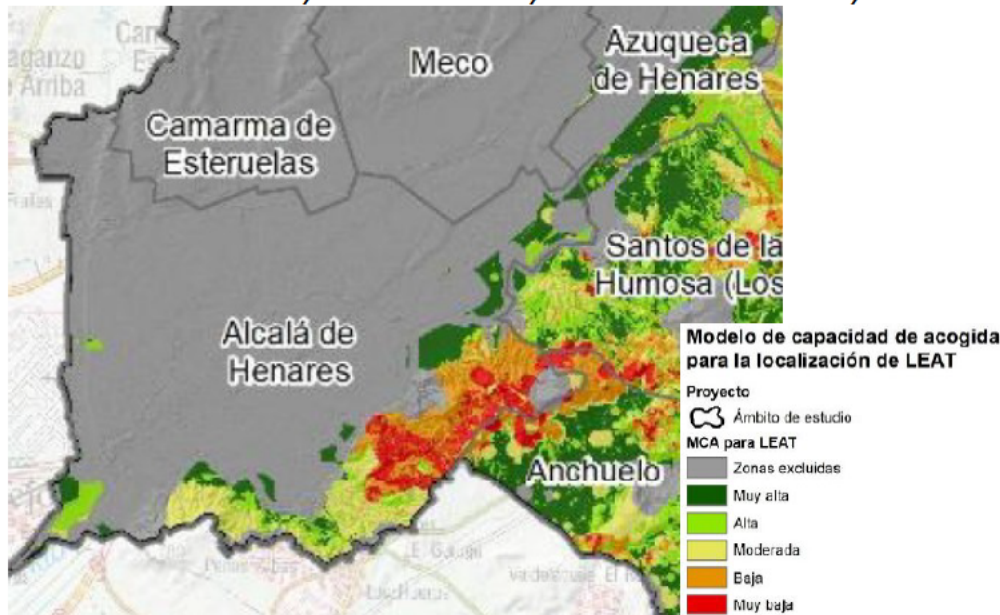 Meco
Azuqueca
de Henares
Camarma de
Esteruelas
Santos de la
Humosa (Los
Alcalá de
Henares
Anchuelo
aganzo
Arriba
Modelo de capacidad de acogida
para la localización de LEAT
Proyecto
Ámbito de estudio
MCA para LEAT
Zonas excluidas
Muy alta
Alta
Moderada
Baja
Muy baja